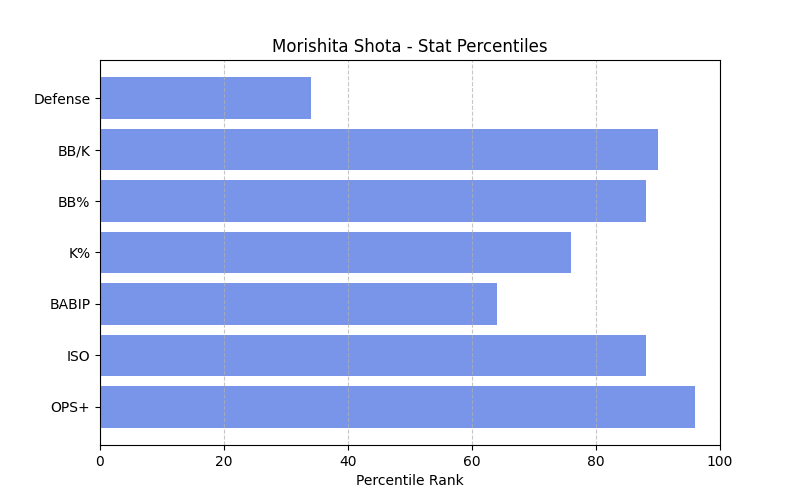 Morishita Shota - Stat Percentiles
Defense
BB/K
BB%
K%
BABIP
ISO
OPS+
0 20 40 60 80 100
Percentile Rank